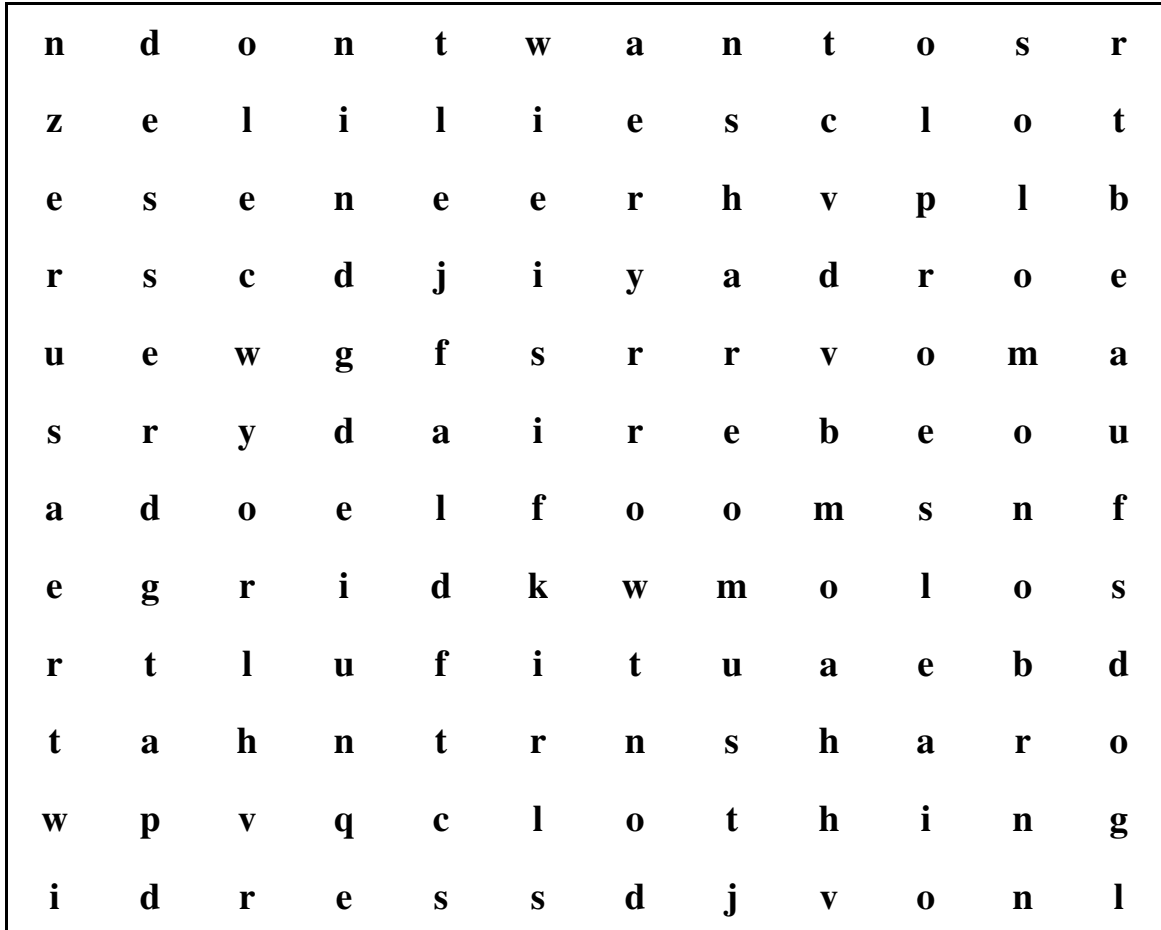 n d o n t w a n t o s r
z e l i l i e s c l o t
e s e n e e r h v p l b
r s c d j i y a d r o e
u e w g f s r r v o m a
s r y d a i r e b e o u
a d o e l f o o m s n f
e g r i d k w m o l o s
r t l u f i t u a e b d
t a h n t r n s h a r o
w p v q c l o t h i n g
i d r e s s d j v o n l